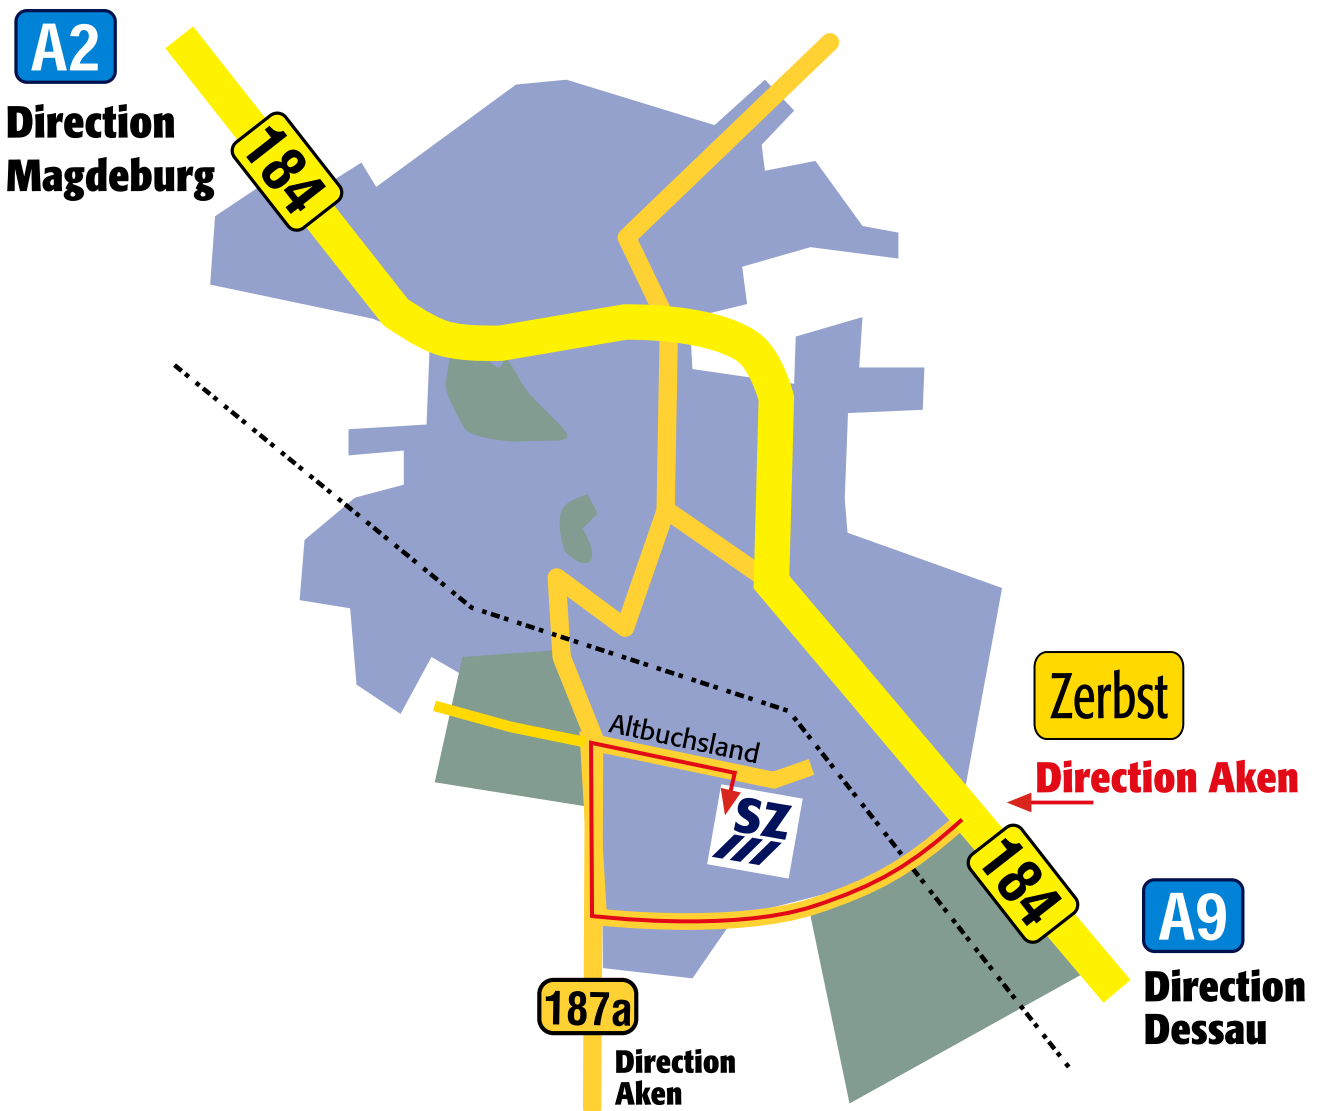 A2
Direction
Magdeburg
184
Altbuchsland
SZ
Zerbst
Direction Aken
184
A9
Direction
Dessau
187a
Direction
Aken